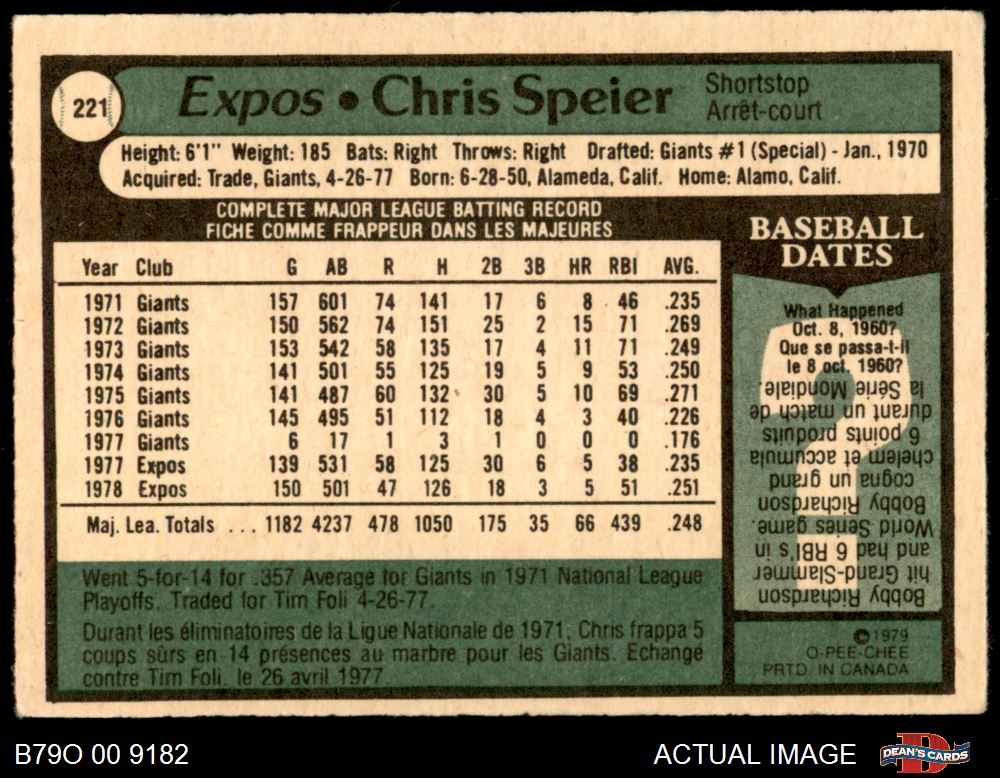 221
Expos • Chris Speier
Shortstop
Arrêt-court
Height: 6'1" Weight: 185 Bats: Right Throws: Right Drafted: Giants #1 (Special) - Jan., 1970
Acquired: Trade, Giants, 4-26-77 Born: 6-28-50, Alameda, Calif. Home: Alamo, Calif.
COMPLETE MAJOR LEAGUE BATTING RECORD
FICHE COMME FRAPPEUR DANS LES MAJEURES
Year Club G AB R H 2B 3B HR RBI AVG.
1971 Giants 157 601 74 141 17 6 8 46 .235
1972 Giants 150 562 74 151 25 2 15 71 .269
1973 Giants 153 542 58 135 17 4 11 71 .249
1974 Giants 141 501 55 125 19 5 9 53 .250
1975 Giants 141 487 60 132 30 5 10 69 .271
1976 Giants 145 495 51 112 18 4 3 40 .226
1977 Giants 6 17 1 3 1 0 0 0 .176
1977 Expos 139 531 58 125 30 6 5 38 .235
1978 Expos 150 501 47 126 18 3 5 51 .251
Maj. Lea. Totals ... 1182 4237 478 1050 175 35 66 439 .248
Went 5-for-14 for .357 Average for Giants in 1971 National League
Playoffs. Traded for Tim Foli 4-26-77.
Durant les éliminatoires de la Ligue Nationale de 1971, Chris frappa 5
coups sûrs en 14 présences au marbre pour les Giants. Echangé
contre Tim Foli, le 26 avril 1977.
BASEBALL
DATES
What Happened
Oct. 8, 1960?
Que se passa-t-il
le 8 oct. 1960?
Bobby Richardson
hit Grand-Slammer
and had 6 RBI's in
World Series game.
Bobby Richardson
cogna un grand
chelem et accumula
6 points produits
durant un match de
la Série Mondiale.
©1979
O-PEE-CHEE
PRTD. IN CANADA
B79O 00 9182
ACTUAL IMAGE
D
DEAN'S CARDS